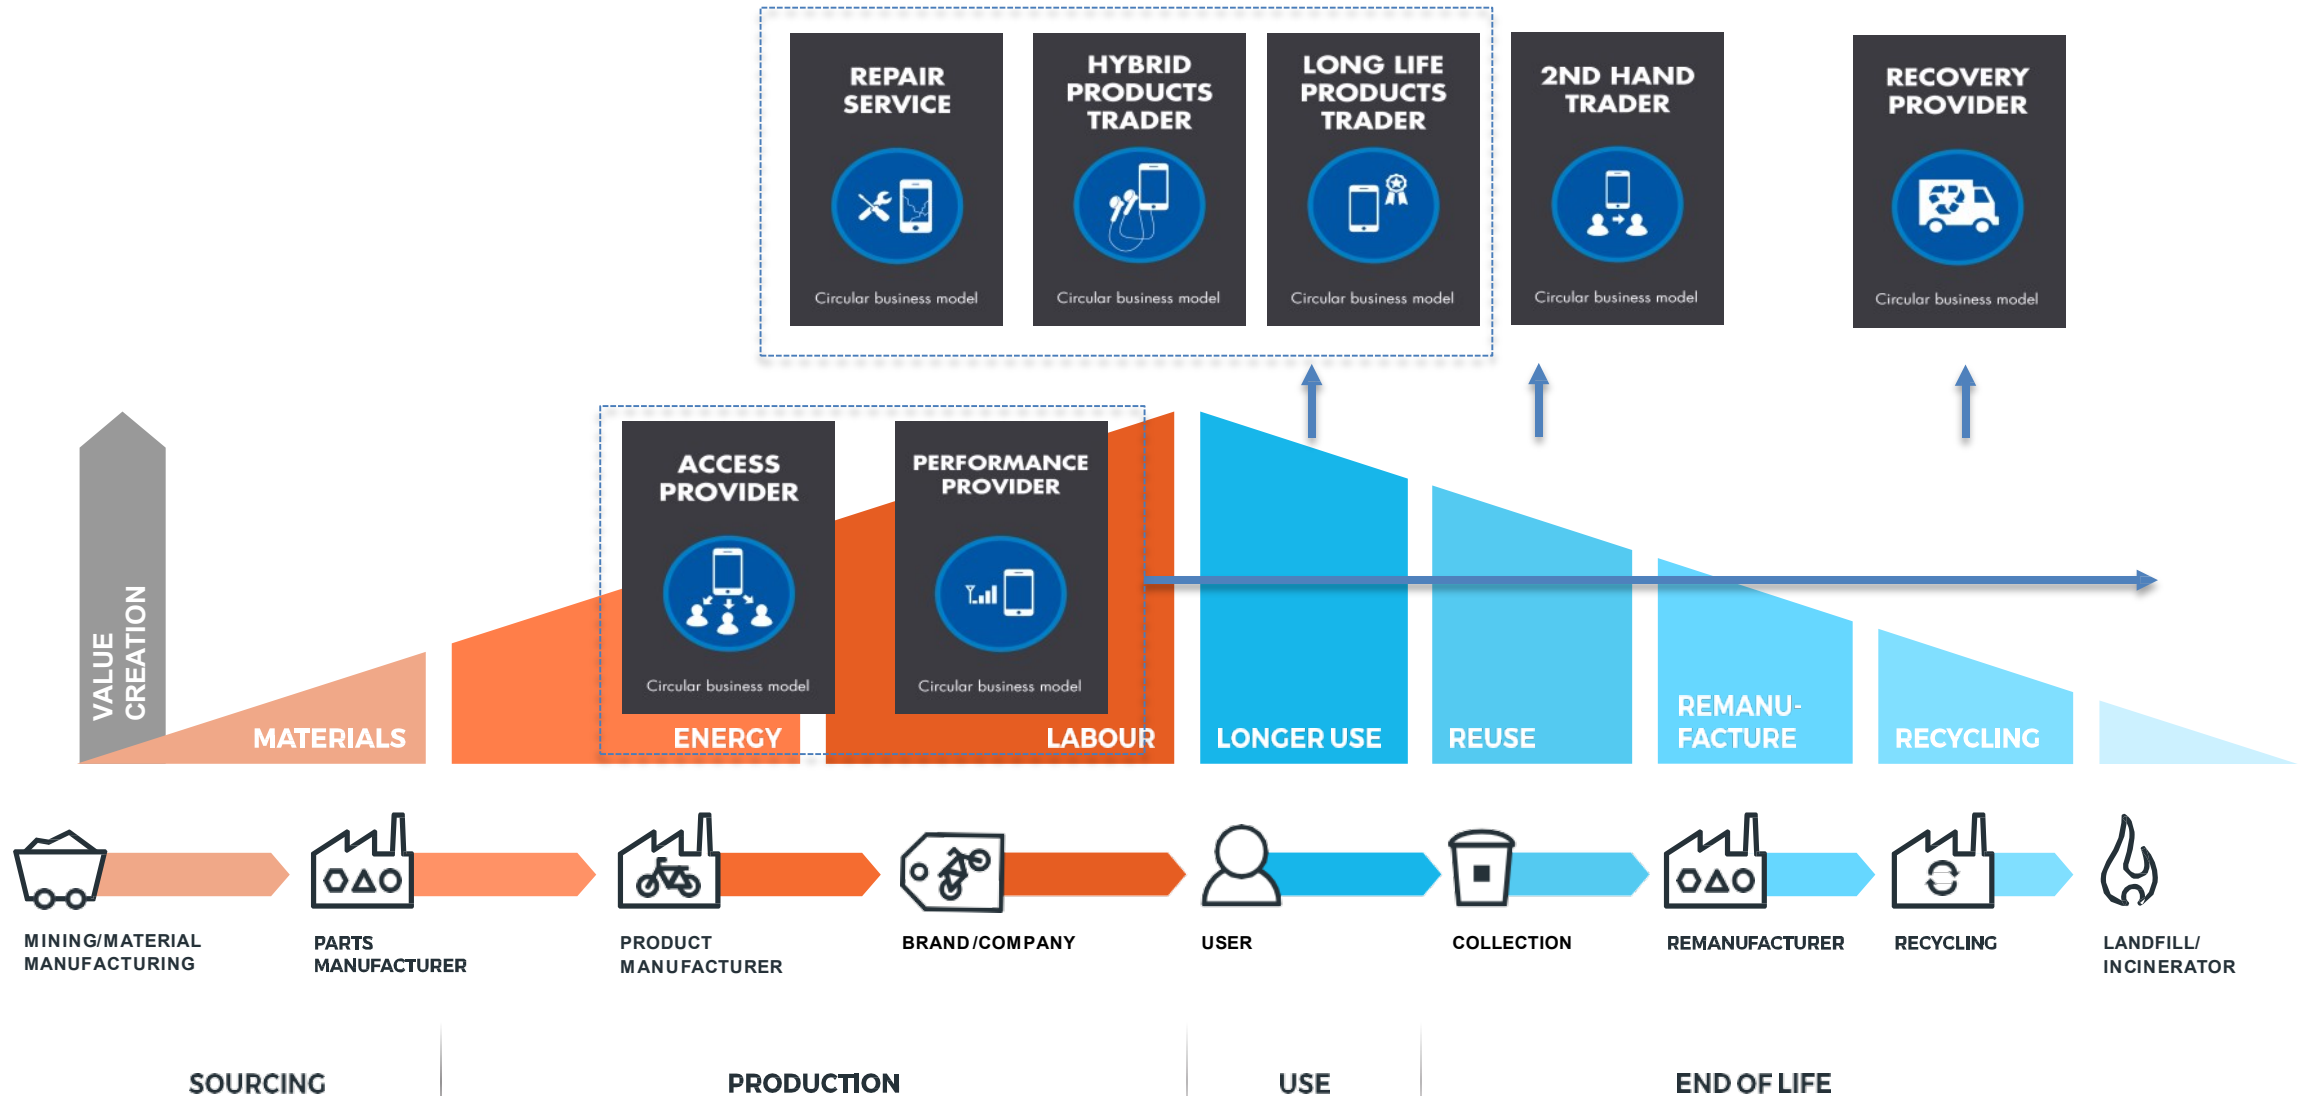 REPAIR
SERVICE
Circular business model
HYBRID
PRODUCTS
TRADER
Circular business model
LONG LIFE
PRODUCTS
TRADER
Circular business model
2ND HAND
TRADER
Circular business model
RECOVERY
PROVIDER
Circular business model
ACCESS
PROVIDER
Circular business model
PERFORMANCE
PROVIDER
Circular business model
VALUE
CREATION
MATERIALS
ENERGY
LABOUR
LONGER USE
REUSE
REMANU-
FACTURE
RECYCLING
MINING/MATERIAL
MANUFACTURING
PARTS
MANUFACTURER
PRODUCT
MANUFACTURER
BRAND/COMPANY
USER
COLLECTION
REMANUFACTURER
RECYCLING
LANDFILL/
INCINERATOR
SOURCING
PRODUCTION
USE
END OF LIFE